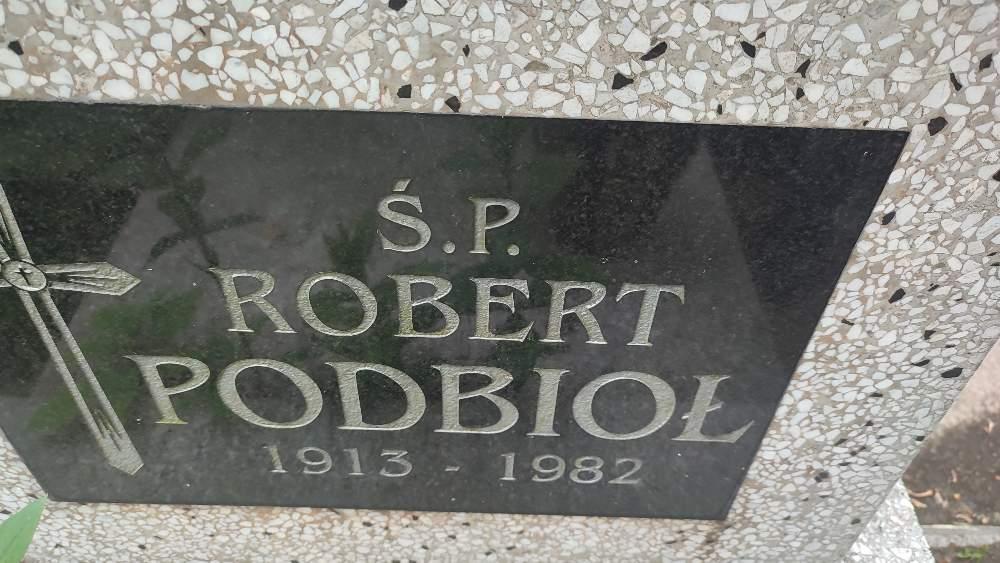 Ś.P.
ROBERT
PODBIOŁ
1913 - 1982